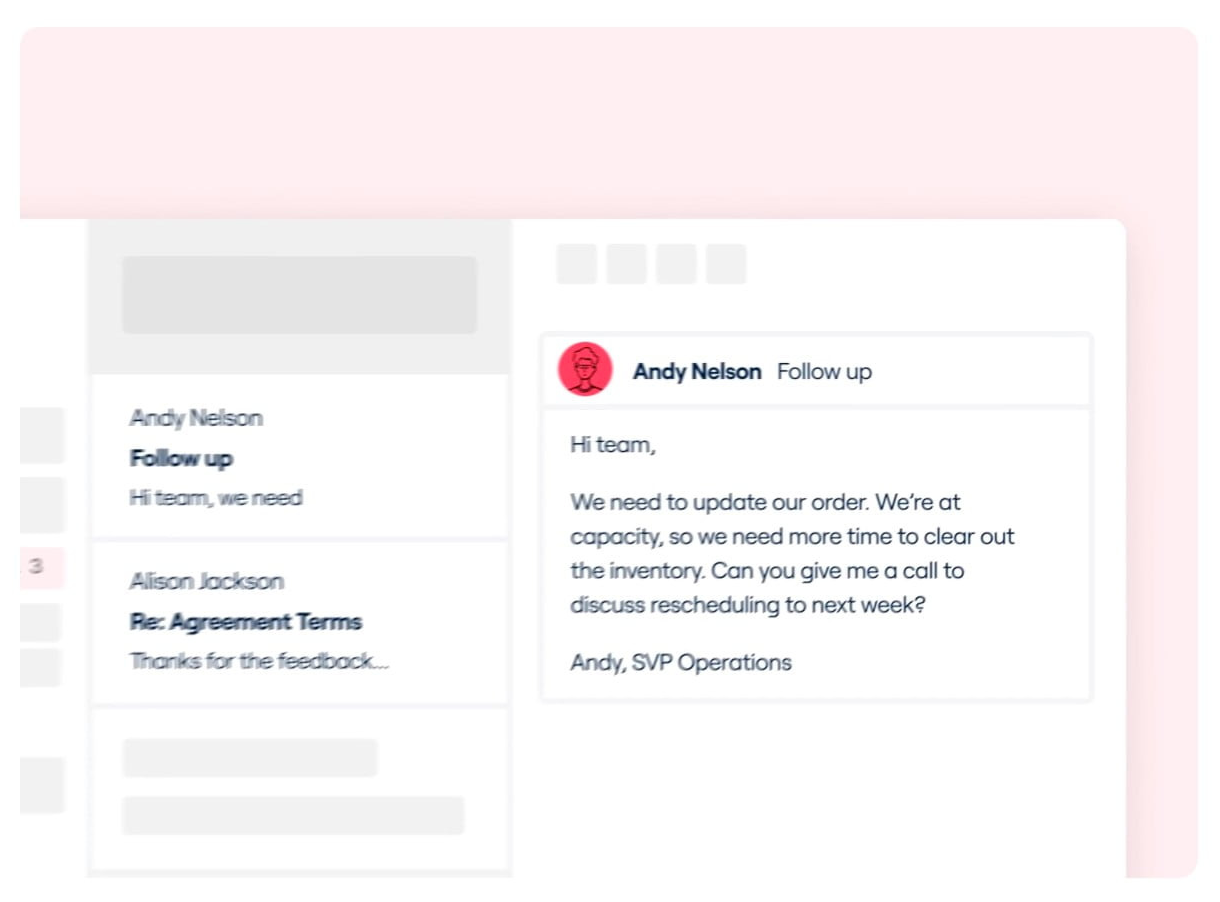 3
Andy Nelson
Follow up
Hi team, we need
Alison Jackson
Re: Agreement Terms
Thanks for the feedback...
Andy Nelson Follow up
Hi team,
We need to update our order. We're at
capacity, so we need more time to clear out
the inventory. Can you give me a call to
discuss rescheduling to next week?
Andy, SVP Operations